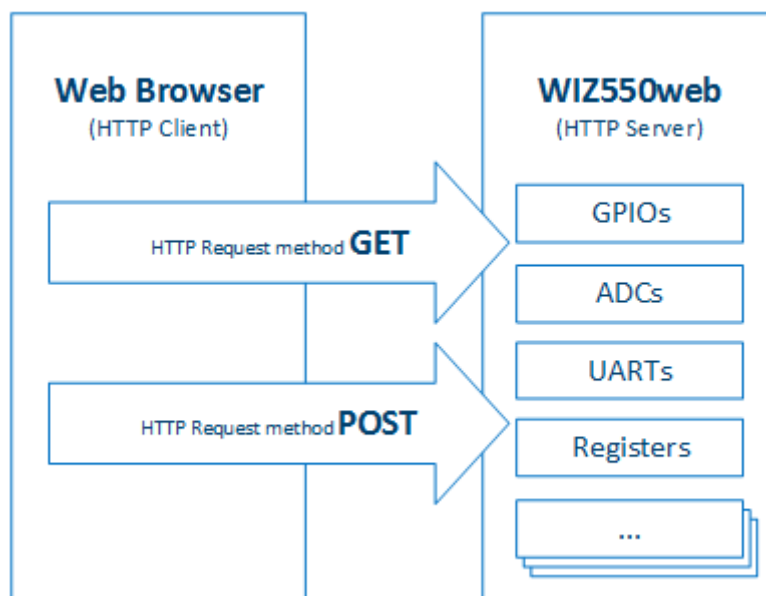 Web Browser
(HTTP Client)
HTTP Request method GET
HTTP Request method POST
WIZ550web
(HTTP Server)
GPIOs
ADCs
UARTs
Registers
...